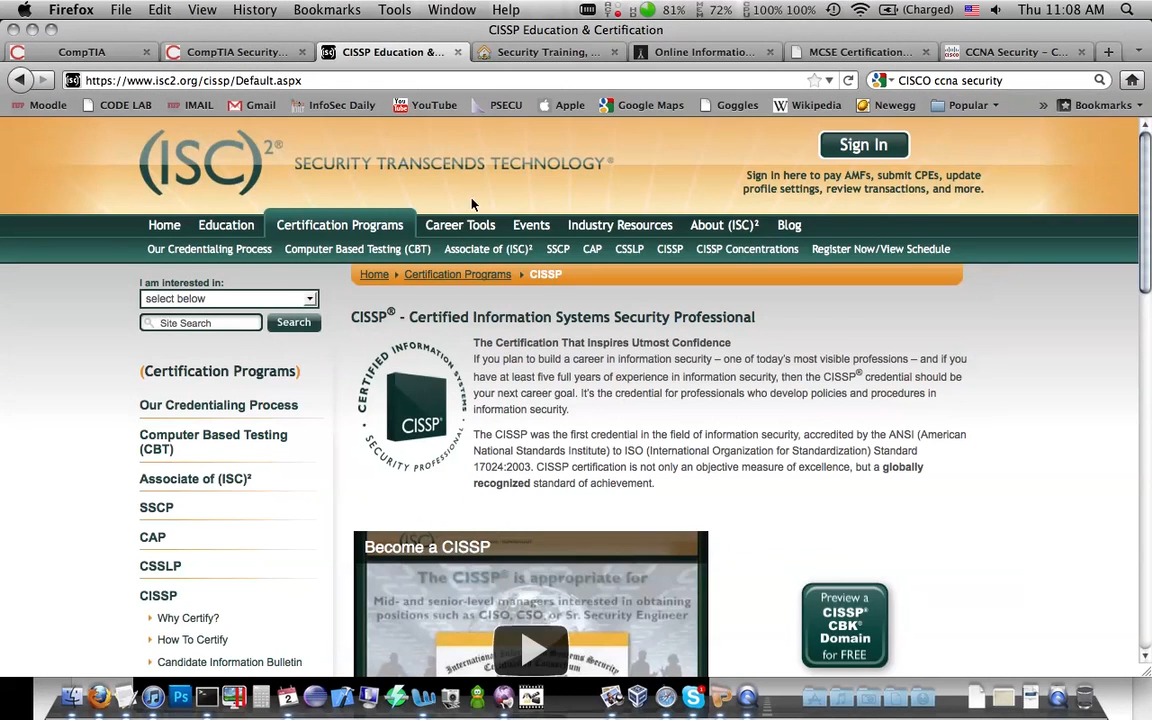 Firefox File Edit View History Bookmarks Tools Window Help 81% 72% 100% 100% (Charged) Thu 11:08 AM
CISSP Education & Certification
CompTIA CompTIA Security... CISSP Education &... Security Training, ... Online Informatio... MCSE Certification... CCNA Security – C...
https://www.isc2.org/cissp/Default.aspx CISCO ccna security
Moodle CODE LAB IMAIL Gmail InfoSec Daily YouTube PSECU Apple Google Maps Goggles Wikipedia Newegg Popular » Bookmarks
(ISC)²® SECURITY TRANSCENDS TECHNOLOGY®
Sign In
Sign In here to pay AMFs, submit CPEs, update
profile settings, review transactions, and more.
Home Education Certification Programs Career Tools Events Industry Resources About (ISC)² Blog
Our Credentialing Process Computer Based Testing (CBT) Associate of (ISC)² SSCP CAP CSSLP CISSP CISSP Concentrations Register Now/View Schedule
I am interested in:
select below
Site Search Search
Home Certification Programs CISSP
CISSP® - Certified Information Systems Security Professional
CERTIFIED INFORMATION SYSTEMS SECURITY PROFESSIONAL
CISSP
The Certification That Inspires Utmost Confidence
If you plan to build a career in information security – one of today's most visible professions – and if you
have at least five full years of experience in information security, then the CISSP® credential should be
your next career goal. It's the credential for professionals who develop policies and procedures in
information security.
The CISSP was the first credential in the field of information security, accredited by the ANSI (American
National Standards Institute) to ISO (International Organization for Standardization) Standard
17024:2003. CISSP certification is not only an objective measure of excellence, but a globally
recognized standard of achievement.
(Certification Programs)
Our Credentialing Process
Computer Based Testing
(CBT)
Associate of (ISC)²
SSCP
CAP
CSSLP
CISSP
Why Certify?
How To Certify
Candidate Information Bulletin
Become a CISSP
The CISSP® is appropriate for
Mid- and senior-level managers interested in obtaining
positions such as CISO, CSO or Sr. Security Engineer
Preview a
CISSP®
CBK®
Domain
for FREE